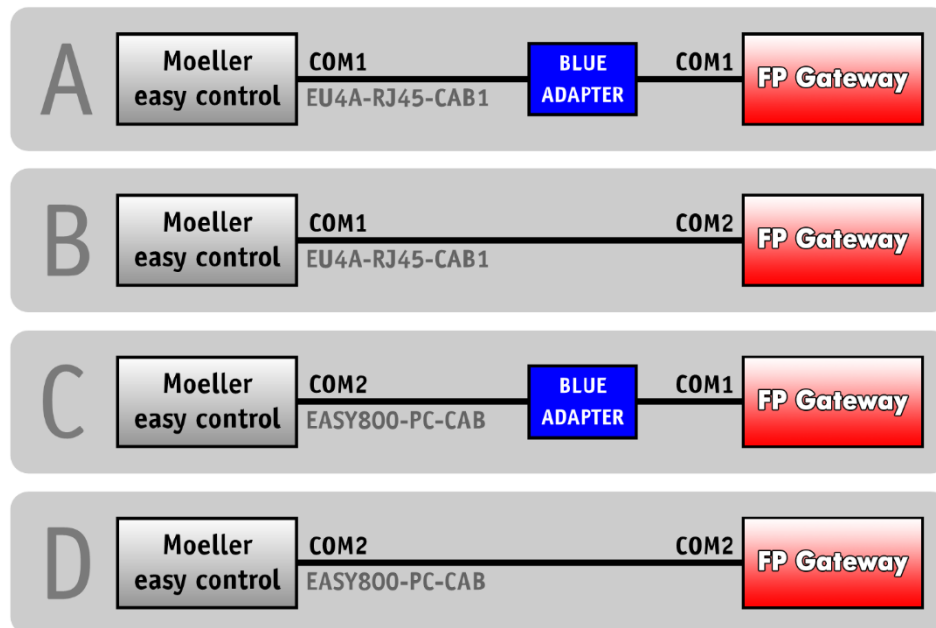 A
Moeller
easy control
COM1
EU4A-RJ45-CAB1
BLUE
ADAPTER
COM1
FP Gateway
B
Moeller
easy control
COM1
EU4A-RJ45-CAB1
COM2
FP Gateway
C
Moeller
easy control
COM2
EASY800-PC-CAB
BLUE
ADAPTER
COM1
FP Gateway
D
Moeller
easy control
COM2
EASY800-PC-CAB
COM2
FP Gateway